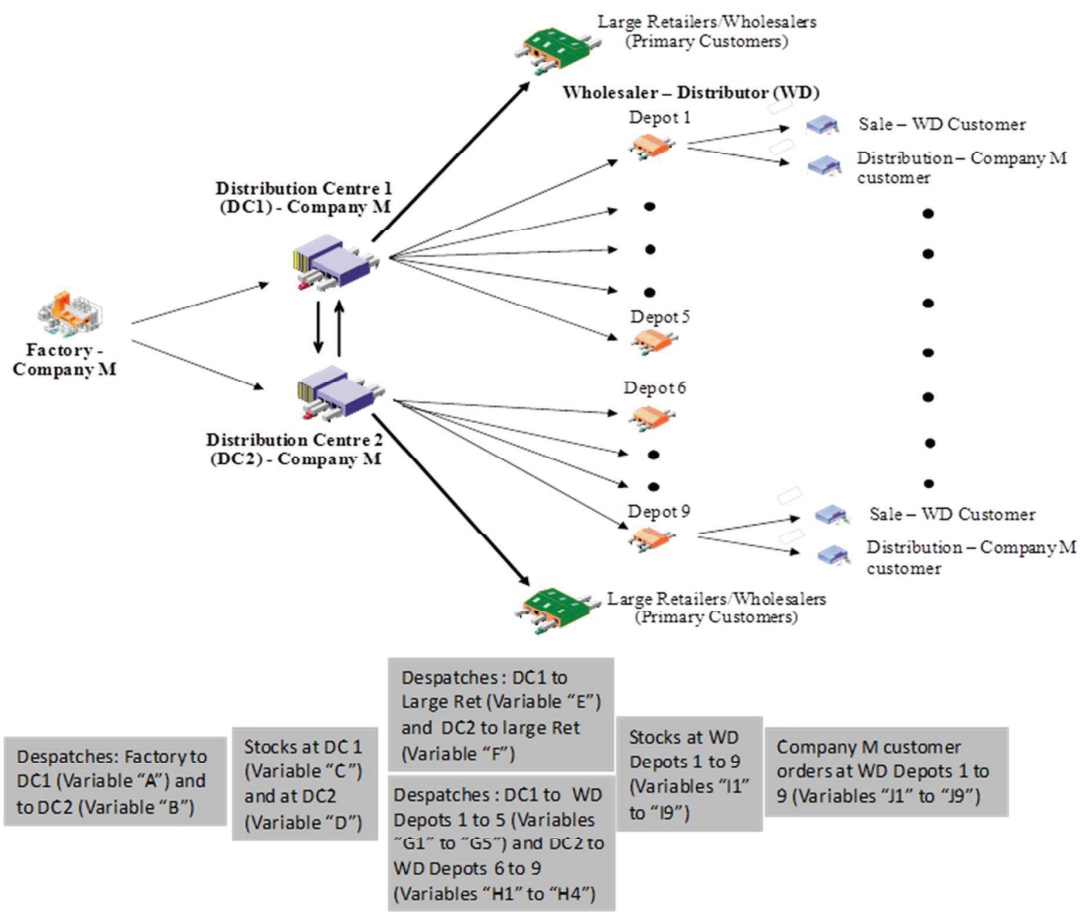 Large Retailers/Wholesalers
(Primary Customers)
Wholesaler – Distributor (WD)
Depot 1
Sale – WD Customer
Distribution – Company M
customer
Distribution Centre 1
(DC1) - Company M
Depot 5
Factory -
Company M
Depot 6
Distribution Centre 2
(DC2) - Company M
Depot 9
Sale – WD Customer
Distribution – Company M
customer
Large Retailers/Wholesalers
(Primary Customers)
Despatches: Factory to
DC1 (Variable “A”) and
to DC2 (Variable “B”)
Stocks at DC 1
(Variable “C”)
and at DC2
(Variable “D”)
Despatches : DC1 to
Large Ret (Variable “E”)
and DC2 to large Ret
(Variable “F”)
Despatches : DC1 to WD
Depots 1 to 5 (Variables
“G1” to “G5”) and DC2 to
WD Depots 6 to 9
(Variables “H1” to “H4”)
Stocks at WD
Depots 1 to 9
(Variables “I1”
to “I9”)
Company M customer
orders at WD Depots 1 to
9 (Variables “J1” to “J9”)